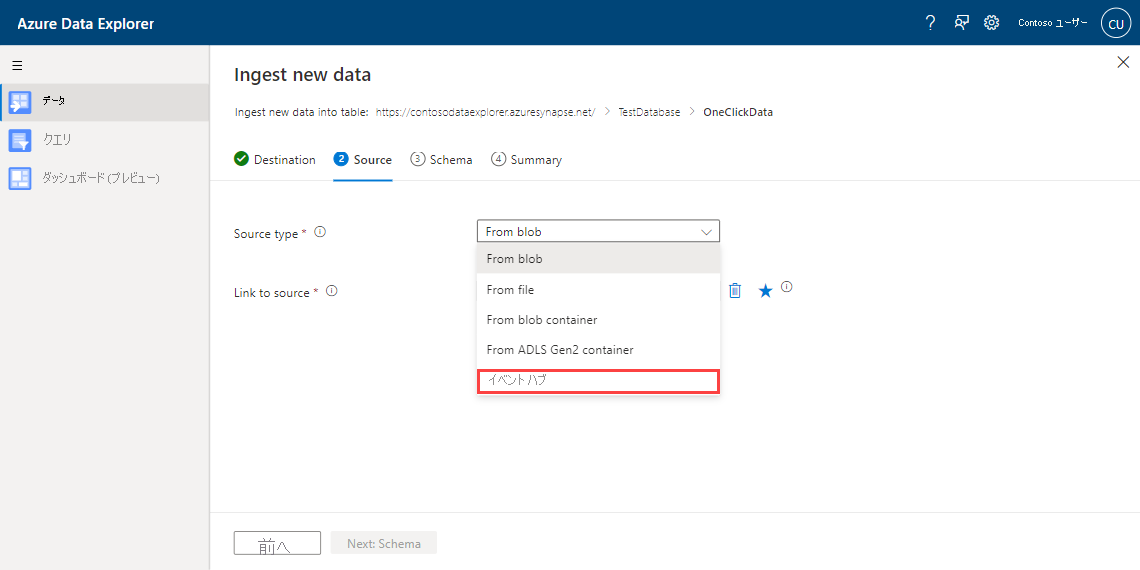 Azure Data Explorer
? Contoso ユーザー CU
データ
クエリ
ダッシュボード (プレビュー)
Ingest new data
Ingest new data into table: https://contosodataexplorer.azuresynapse.net/ > TestDatabase > OneClickData
Destination 2 Source 3 Schema 4 Summary
Source type *
From blob
From blob
Link to source *
From file
From blob container
From ADLS Gen2 container
イベント ハブ
前へ
Next: Schema